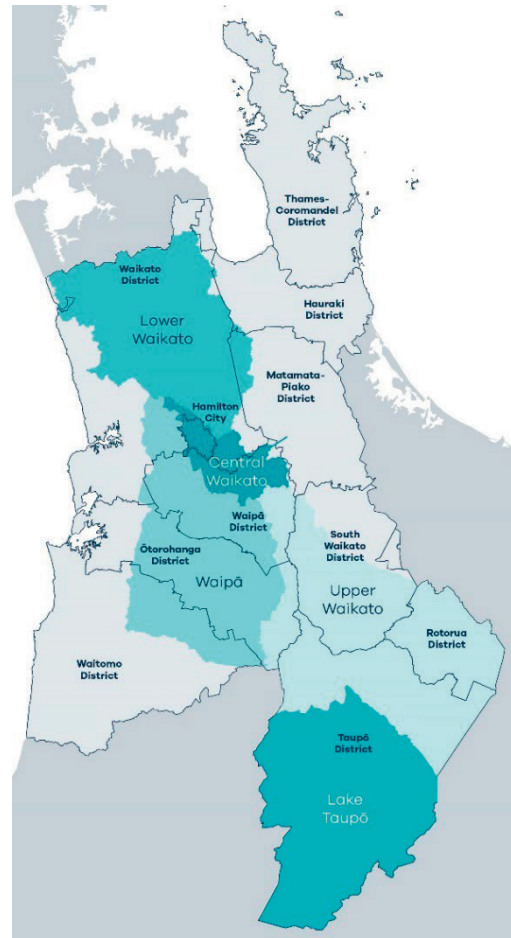 Thames-
Coromandel
District
Hauraki
District
Waikato
District
Lower
Waikato
Matamata-
Piako
District
Hamilton
City
Central
Waikato
Waipā
District
South
Waikato
District
Ōtorohanga
District
Waipā
Upper
Waikato
Rotorua
District
Waitomo
District
Taupō
District
Lake
Taupō